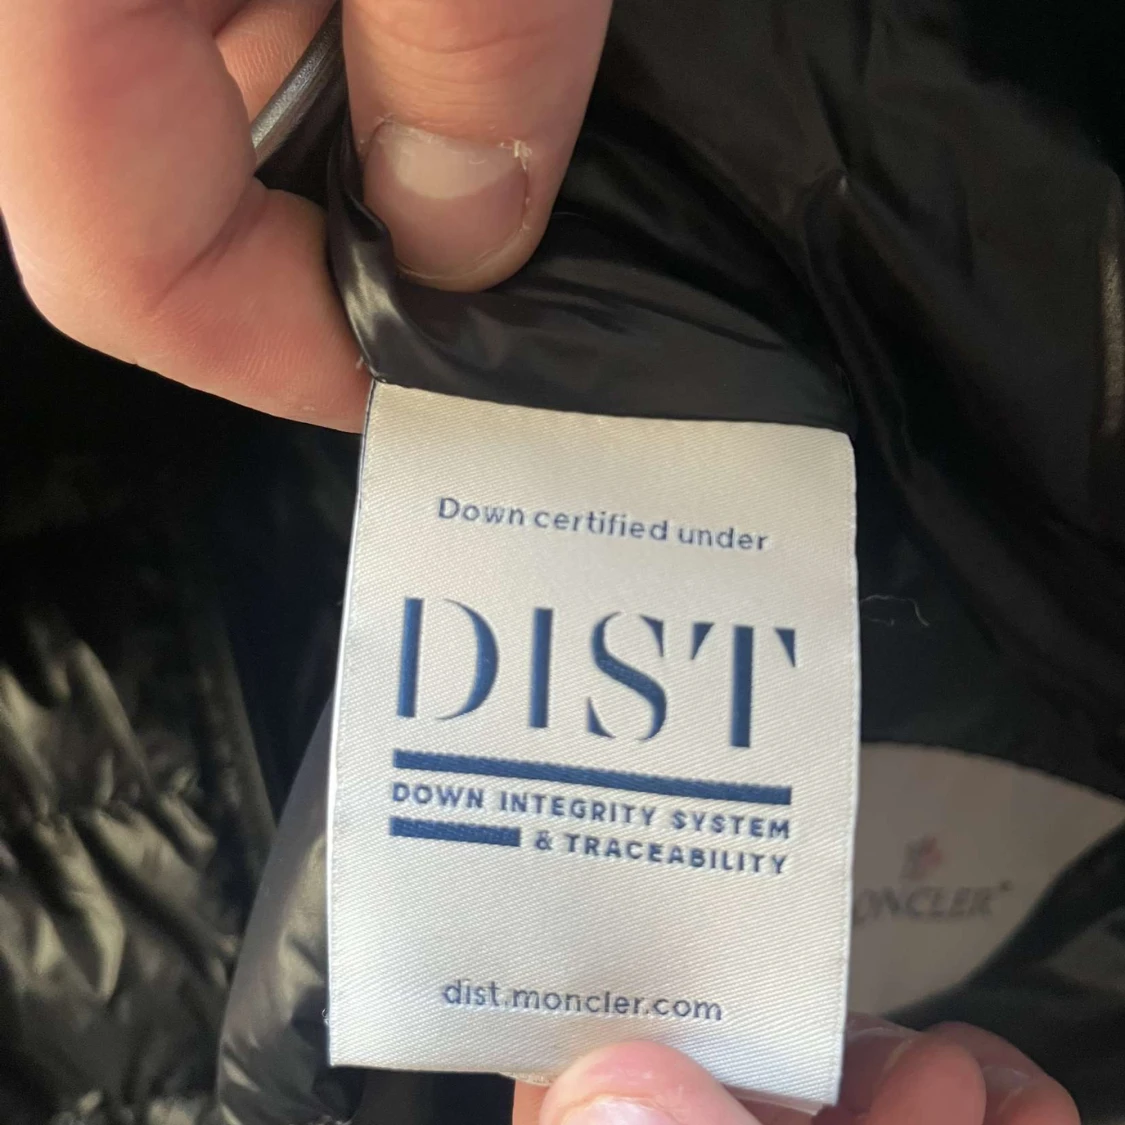 Down certified under
DIST
DOWN INTEGRITY SYSTEM
& TRACEABILITY
dist.moncler.com
MONCLER